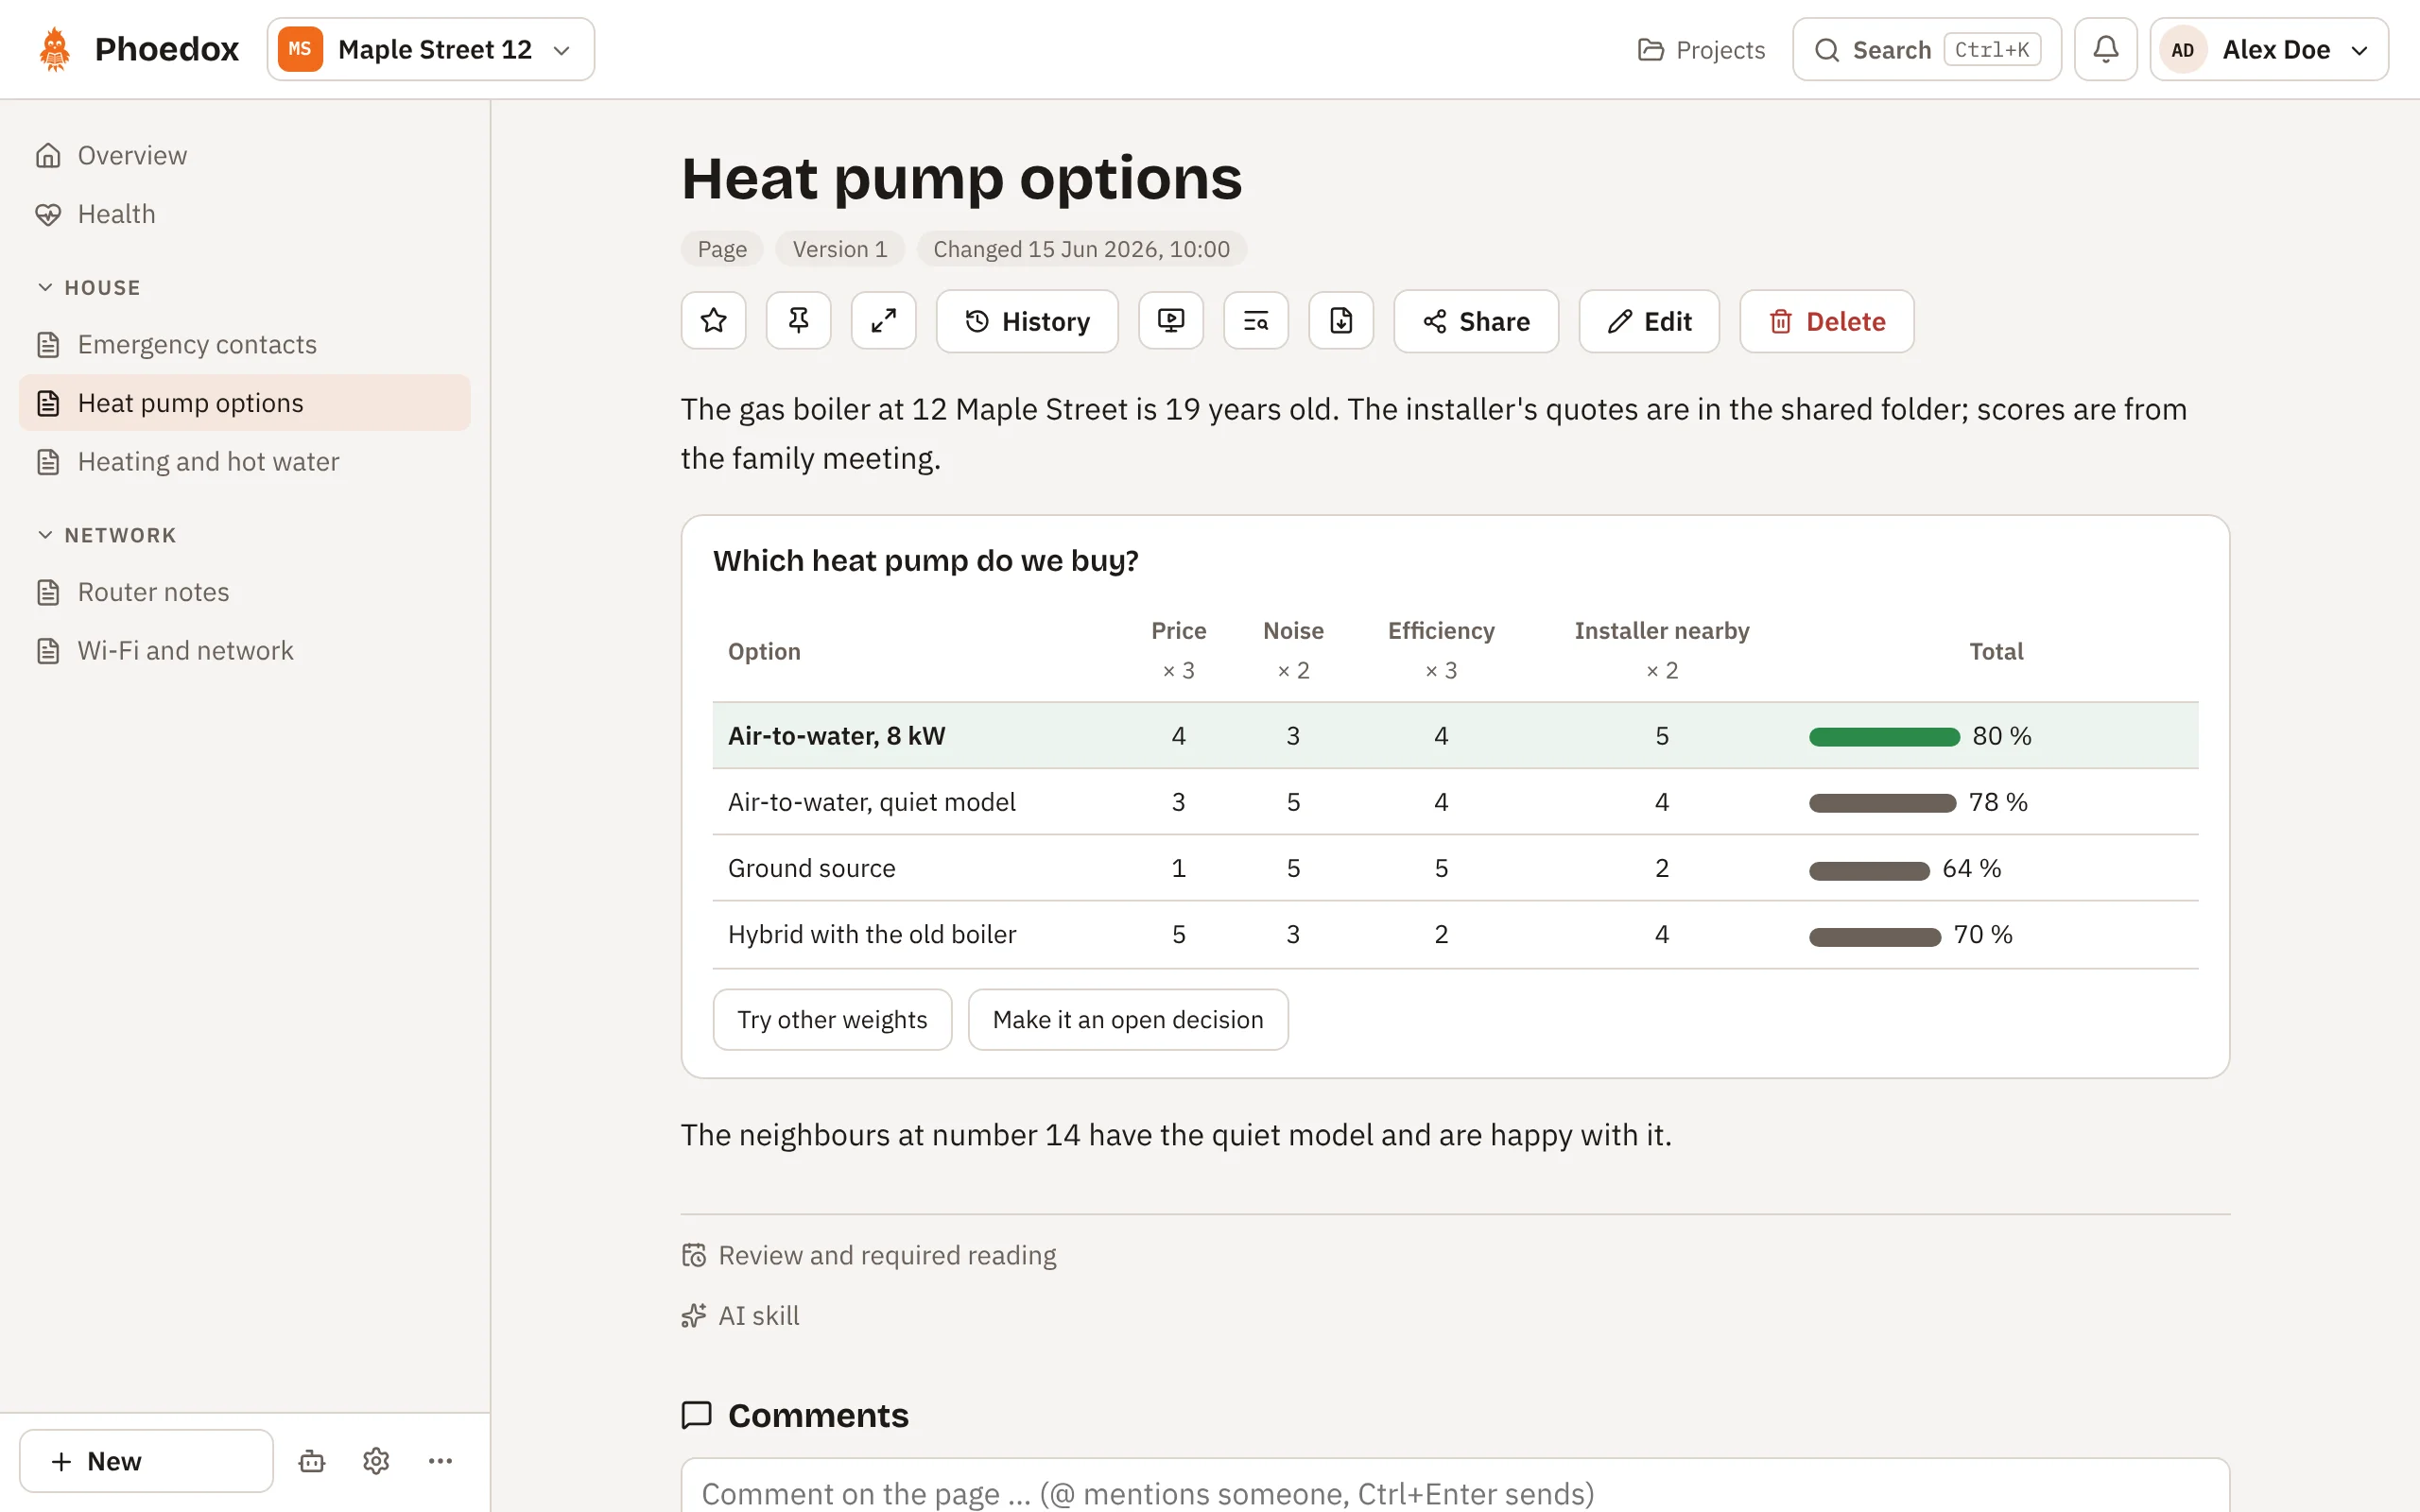 Phoedox
MS Maple Street 12
Projects
Search Ctrl+K
AD Alex Doe
Overview
Health
HOUSE
Emergency contacts
Heat pump options
Heating and hot water
NETWORK
Router notes
Wi-Fi and network
New
Heat pump options
Page Version 1 Changed 15 Jun 2026, 10:00
History Share Edit Delete
The gas boiler at 12 Maple Street is 19 years old. The installer's quotes are in the shared folder; scores are from
the family meeting.
Which heat pump do we buy?
Option Price × 3 Noise × 2 Efficiency × 3 Installer nearby × 2 Total
Air-to-water, 8 kW 4 3 4 5 80 %
Air-to-water, quiet model 3 5 4 4 78 %
Ground source 1 5 5 2 64 %
Hybrid with the old boiler 5 3 2 4 70 %
Try other weights Make it an open decision
The neighbours at number 14 have the quiet model and are happy with it.
Review and required reading
AI skill
Comments
Comment on the page ... (@ mentions someone, Ctrl+Enter sends)